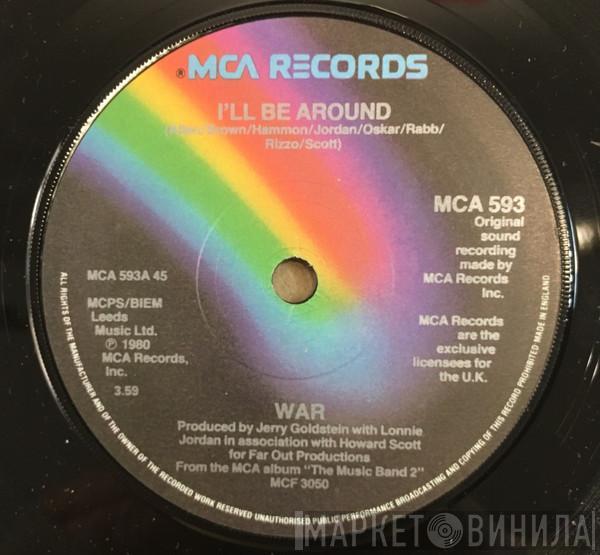 ®MCA RECORDS
I'LL BE AROUND
(Allen/Brown/Hammon/Jordan/Oskar/Rabb/
Rizzo/Scott)
MCA 593
Original
sound
recording
made by
MCA Records
Inc.
MCA 593A 45
MCPS/BIEM
Leeds
Music Ltd.
℗ 1980
MCA Records,
Inc.
3.59
MCA Records
are the
exclusive
licensees for
the U.K.
WAR
Produced by Jerry Goldstein with Lonnie
Jordan in association with Howard Scott
for Far Out Productions
From the MCA album "The Music Band 2"
MCF 3050
ALL RIGHTS OF THE MANUFACTURER AND OF THE OWNER OF THE RECORDED WORK RESERVED UNAUTHORISED PUBLIC PERFORMANCE BROADCASTING AND COPYING OF THIS RECORD PROHIBITED MADE IN ENGLAND
МАРКЕТ ВИНИЛА